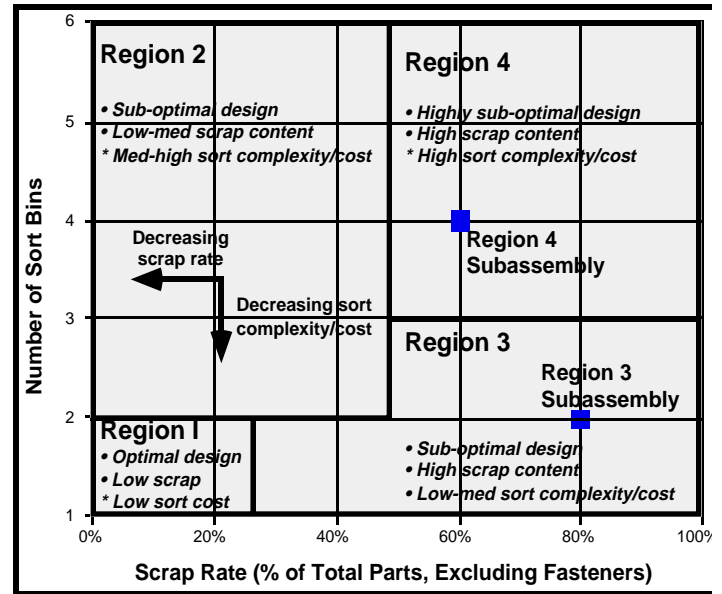 6
5
4
3
2
1
Number of Sort Bins
Region 2
• Sub-optimal design
• Low-med scrap content
* Med-high sort complexity/cost
Region 4
• Highly sub-optimal design
• High scrap content
* High sort complexity/cost
Decreasing
scrap rate
Decreasing sort
complexity/cost
Region 4
Subassembly
Region 3
Region 3
Subassembly
• Sub-optimal design
• High scrap content
• Low-med sort complexity/cost
Region I
• Optimal design
• Low scrap
* Low sort cost
0% 20% 40% 60% 80% 100%
Scrap Rate (% of Total Parts, Excluding Fasteners)